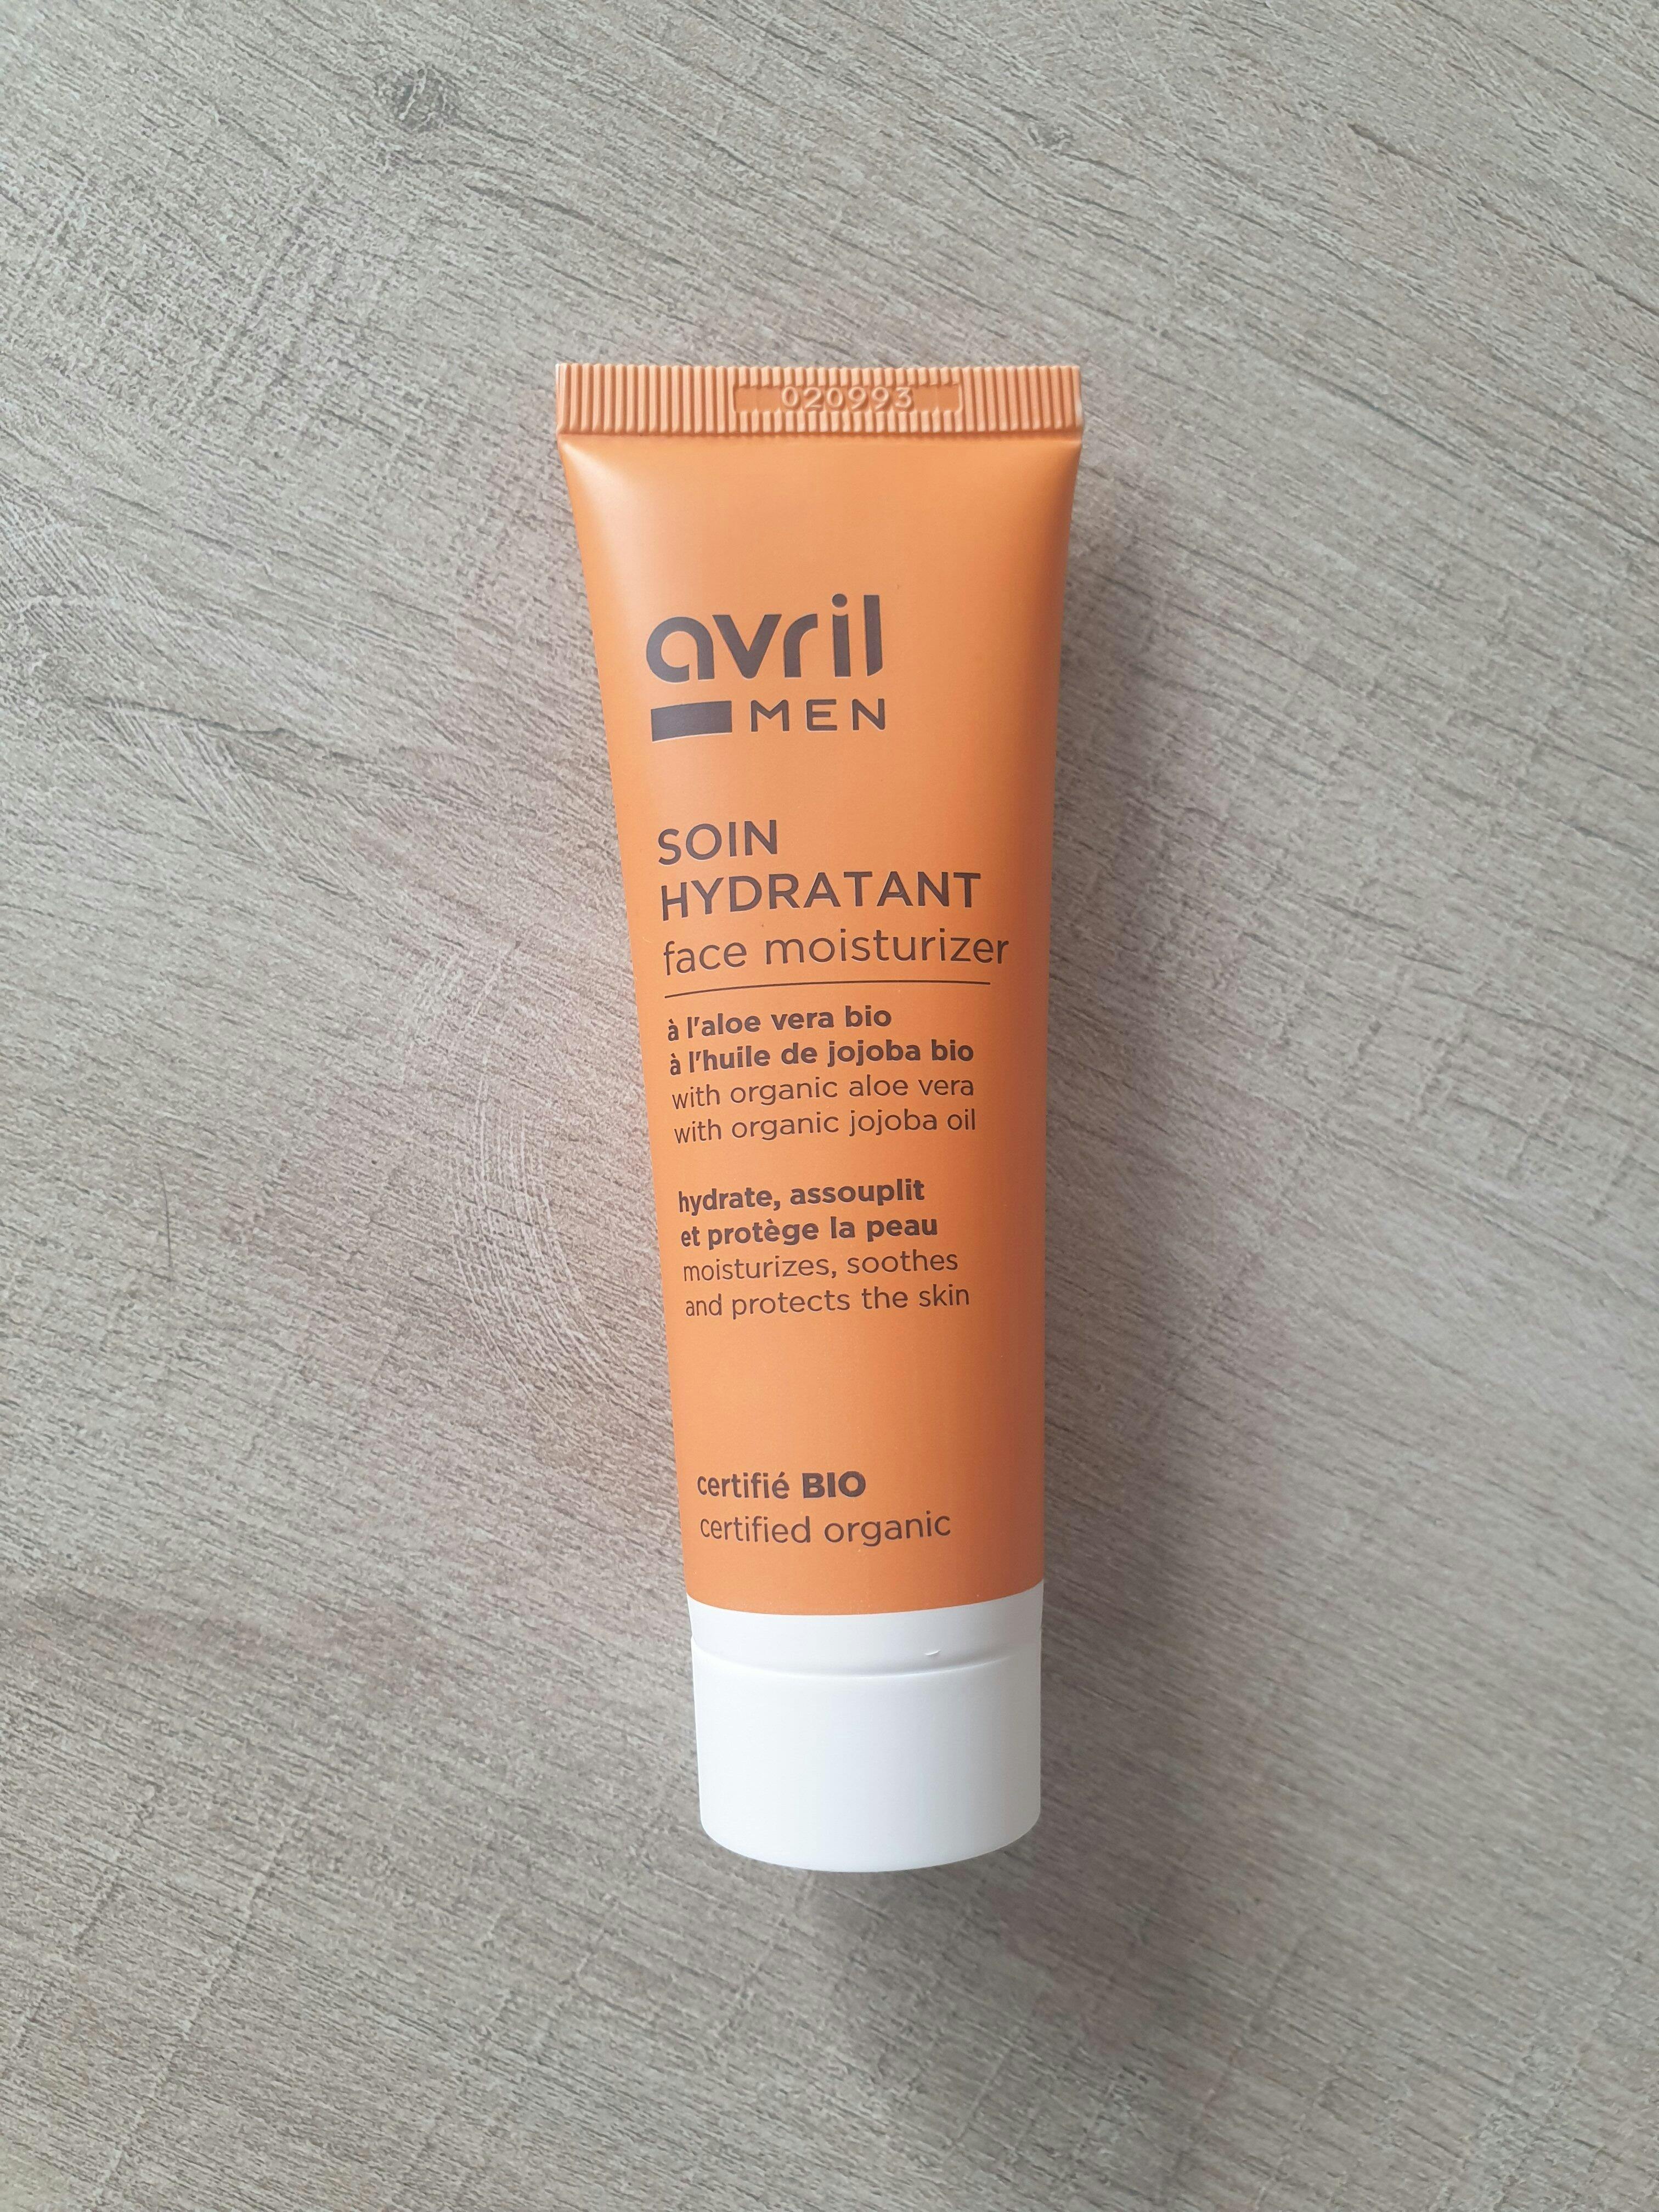 020993
avril
MEN
SOIN
HYDRATANT
face moisturizer
à l'aloe vera bio
à l'huile de jojoba bio
with organic aloe vera
with organic jojoba oil
hydrate, assouplit
et protège la peau
moisturizes, soothes
and protects the skin
certifié BIO
certified organic